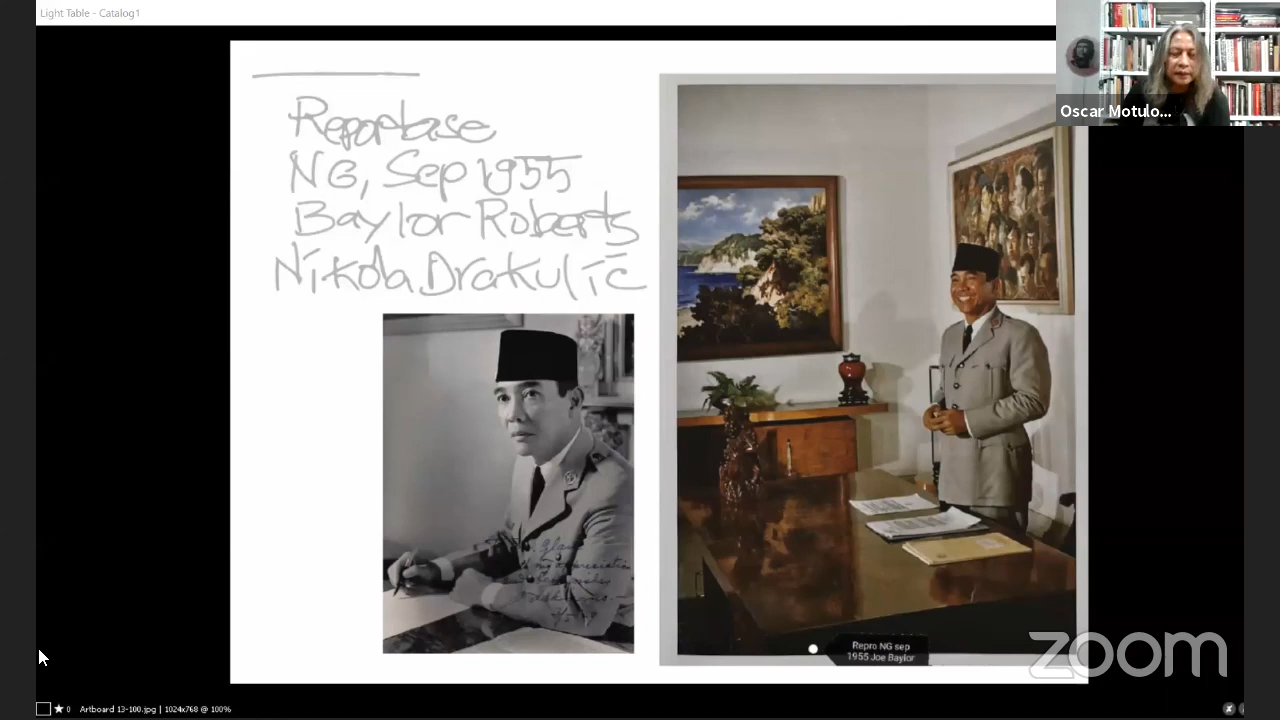 Light Table - Catalog1
Oscar Motulo...
Reportase
NG, Sep 1955
Baylor Roberts
Nikola Drakulic
Repro NG sep
1955 Joe Baylor
zoom
★ 0 Artboard 13-100.jpg | 1024x768 @ 100%